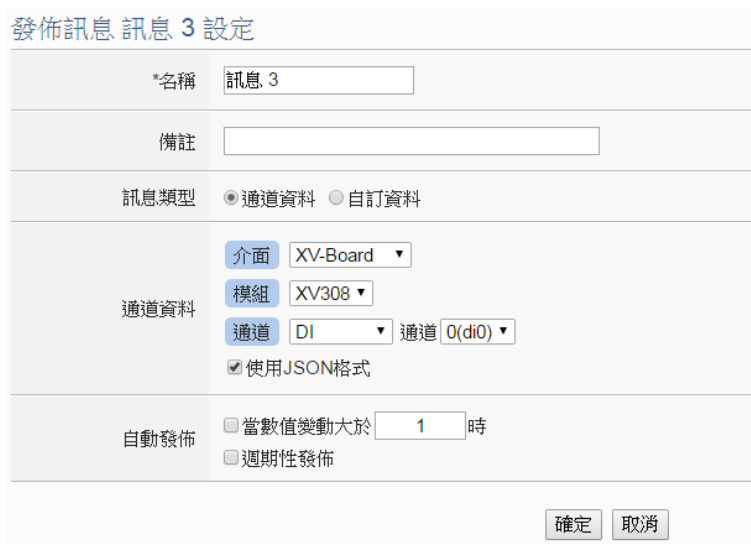 發佈訊息 訊息 3 設定
*名稱 訊息 3
備註
訊息類型 通道資料 自訂資料
介面 XV-Board
模組 XV308
通道資料
通道 DI 通道 0(di0)
使用JSON格式
當數值變動大於 1 時
自動發佈
週期性發佈
確定 取消